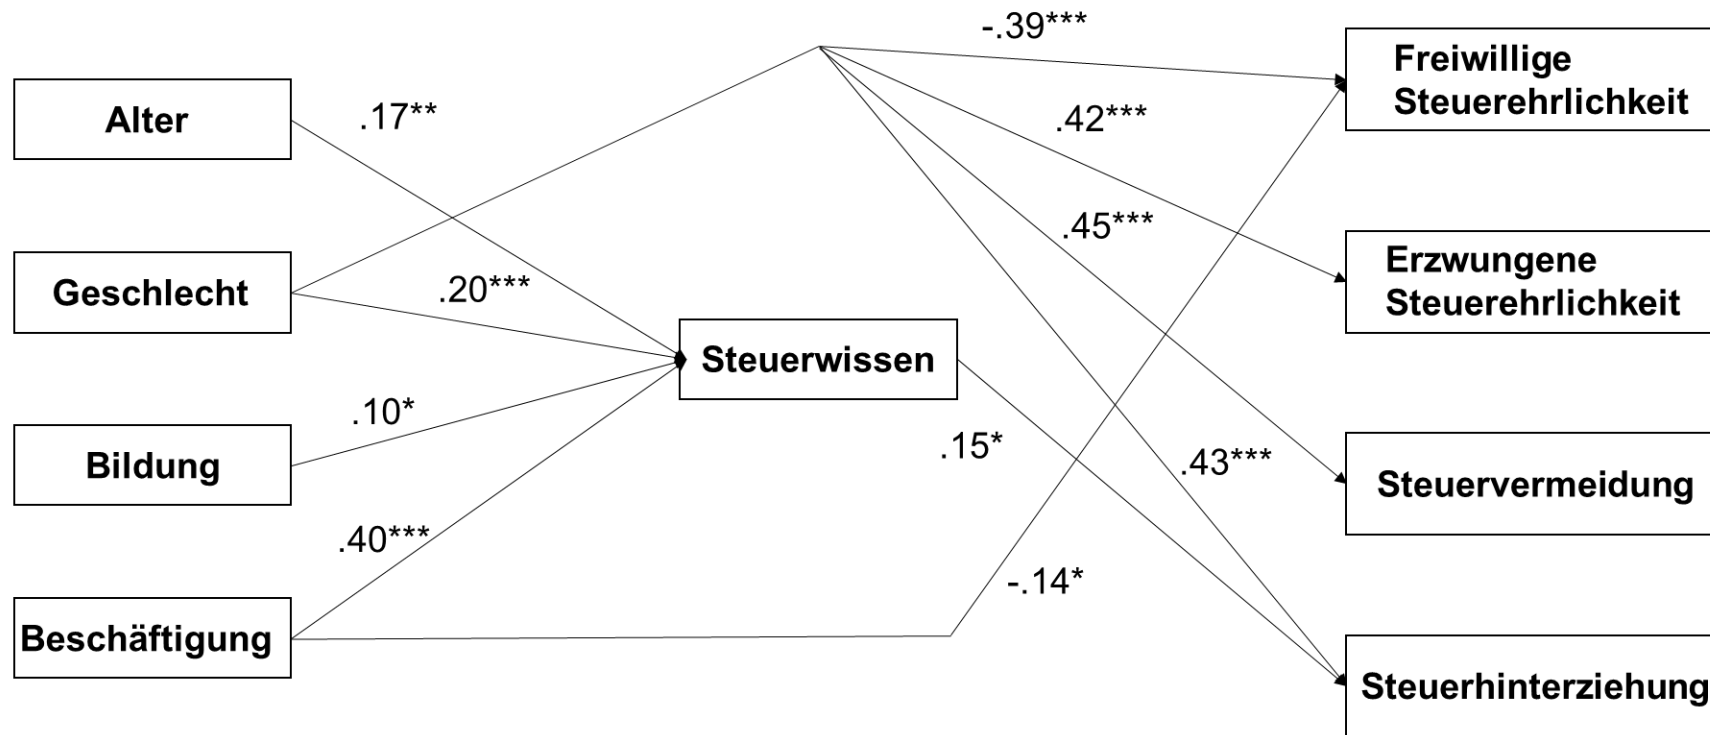 -.39***
Freiwillige
Steuerehrlichkeit
Alter
.17**
.42***
.45***
Erzwungene
Steuerehrlichkeit
Geschlecht
.20***
Steuerwissen
.10*
Bildung
.15*
.43***
Steuervermeidung
.40***
-.14*
Beschäftigung
Steuerhinterziehung